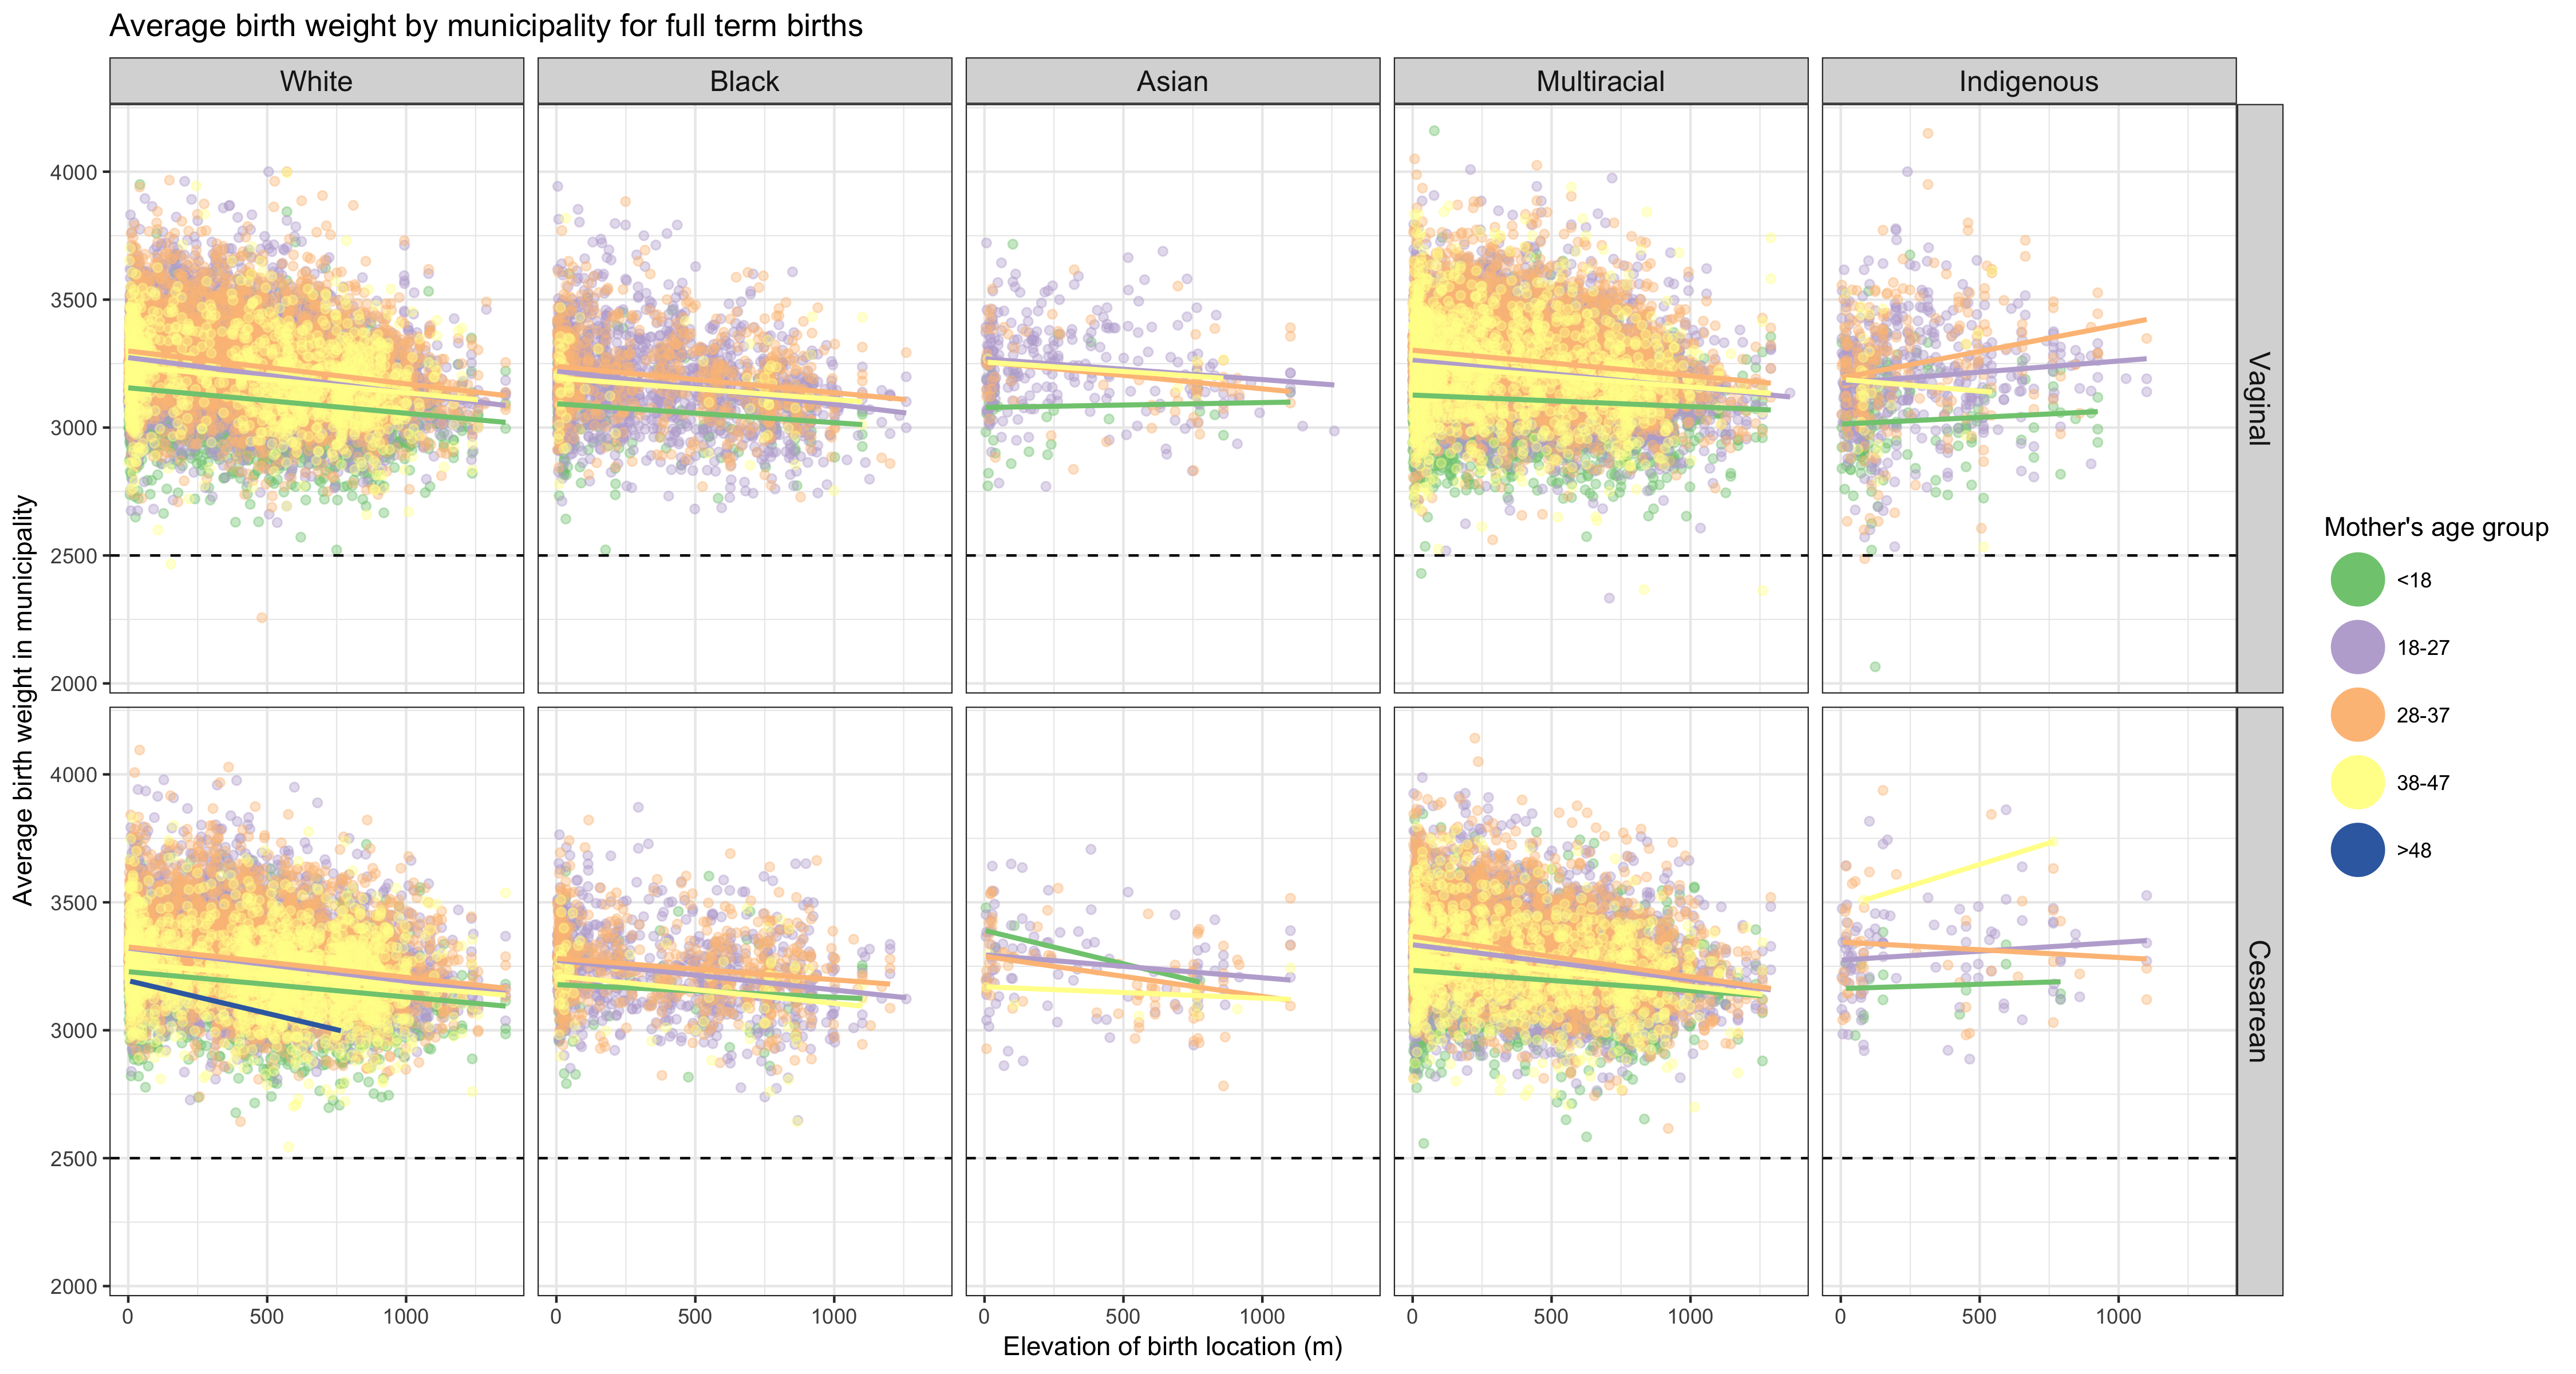 Average birth weight by municipality for full term births
White Black Asian Multiracial Indigenous
Average birth weight in municipality
4000
3500
3000
2500
2000
Vaginal
4000
3500
3000
2500
2000
Cesarean
0 500 1000 0 500 1000 0 500 1000 0 500 1000 0 500 1000
Elevation of birth location (m)
Mother's age group
<18
18-27
28-37
38-47
>48